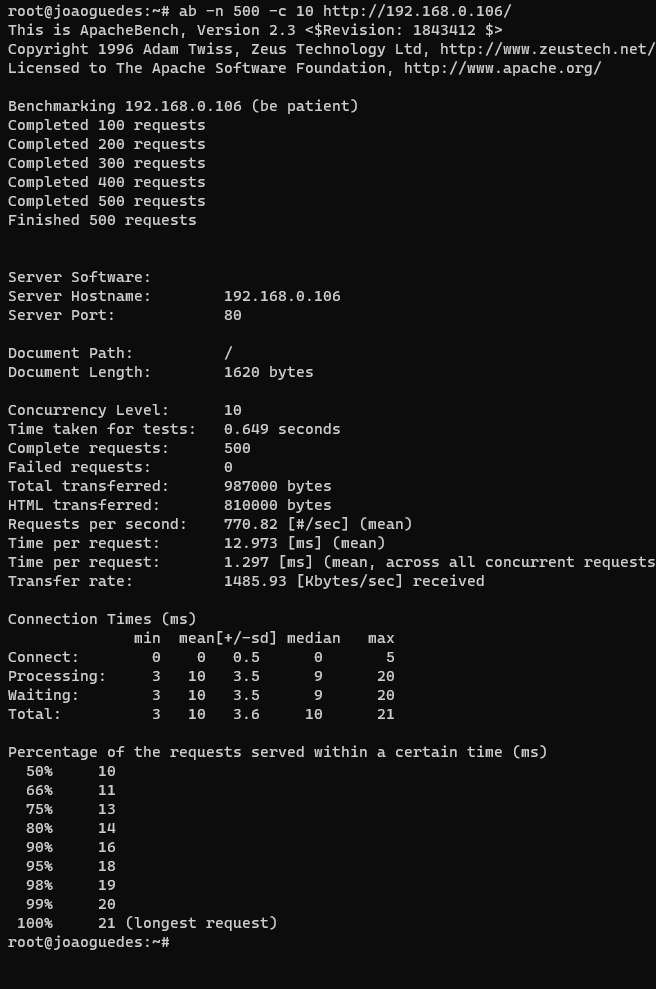 root@joaoguedes:~# ab -n 500 -c 10 http://192.168.0.106/
This is ApacheBench, Version 2.3 <$Revision: 1843412 $>
Copyright 1996 Adam Twiss, Zeus Technology Ltd, http://www.zeustech.net/
Licensed to The Apache Software Foundation, http://www.apache.org/

Benchmarking 192.168.0.106 (be patient)
Completed 100 requests
Completed 200 requests
Completed 300 requests
Completed 400 requests
Completed 500 requests
Finished 500 requests


Server Software:
Server Hostname:        192.168.0.106
Server Port:            80

Document Path:          /
Document Length:        1620 bytes

Concurrency Level:      10
Time taken for tests:   0.649 seconds
Complete requests:      500
Failed requests:        0
Total transferred:      987000 bytes
HTML transferred:       810000 bytes
Requests per second:    770.82 [#/sec] (mean)
Time per request:       12.973 [ms] (mean)
Time per request:       1.297 [ms] (mean, across all concurrent requests
Transfer rate:          1485.93 [Kbytes/sec] received

Connection Times (ms)
              min  mean[+/-sd] median   max
Connect:        0    0   0.5      0       5
Processing:     3   10   3.5      9      20
Waiting:        3   10   3.5      9      20
Total:          3   10   3.6     10      21

Percentage of the requests served within a certain time (ms)
  50%     10
  66%     11
  75%     13
  80%     14
  90%     16
  95%     18
  98%     19
  99%     20
 100%     21 (longest request)
root@joaoguedes:~#